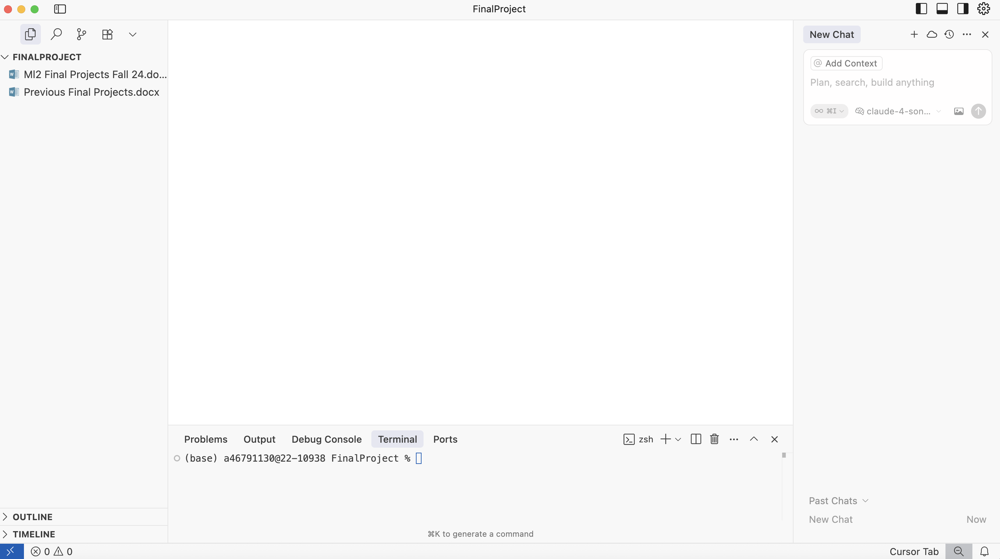 FinalProject
FINALPROJECT
Ml2 Final Projects Fall 24.do...
Previous Final Projects.docx
OUTLINE
TIMELINE
Problems Output Debug Console Terminal Ports zsh
(base) a46791130@22-10938 FinalProject %
⌘K to generate a command
New Chat
@ Add Context
Plan, search, build anything
∞ ⌘I claude-4-son...
Past Chats
New Chat Now
0 0 Cursor Tab